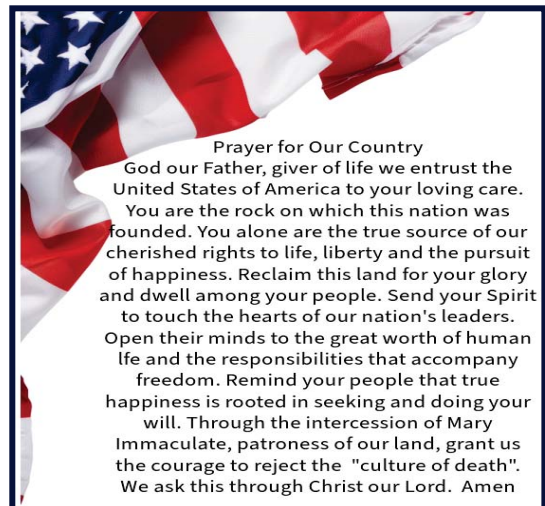 Prayer for Our Country
God our Father, giver of life we entrust the
United States of America to your loving care.
You are the rock on which this nation was
founded. You alone are the true source of our
cherished rights to life, liberty and the pursuit
of happiness. Reclaim this land for your glory
and dwell among your people. Send your Spirit
to touch the hearts of our nation's leaders.
Open their minds to the great worth of human
lfe and the responsibilities that accompany
freedom. Remind your people that true
happiness is rooted in seeking and doing your
will. Through the intercession of Mary
Immaculate, patroness of our land, grant us
the courage to reject the "culture of death".
We ask this through Christ our Lord. Amen